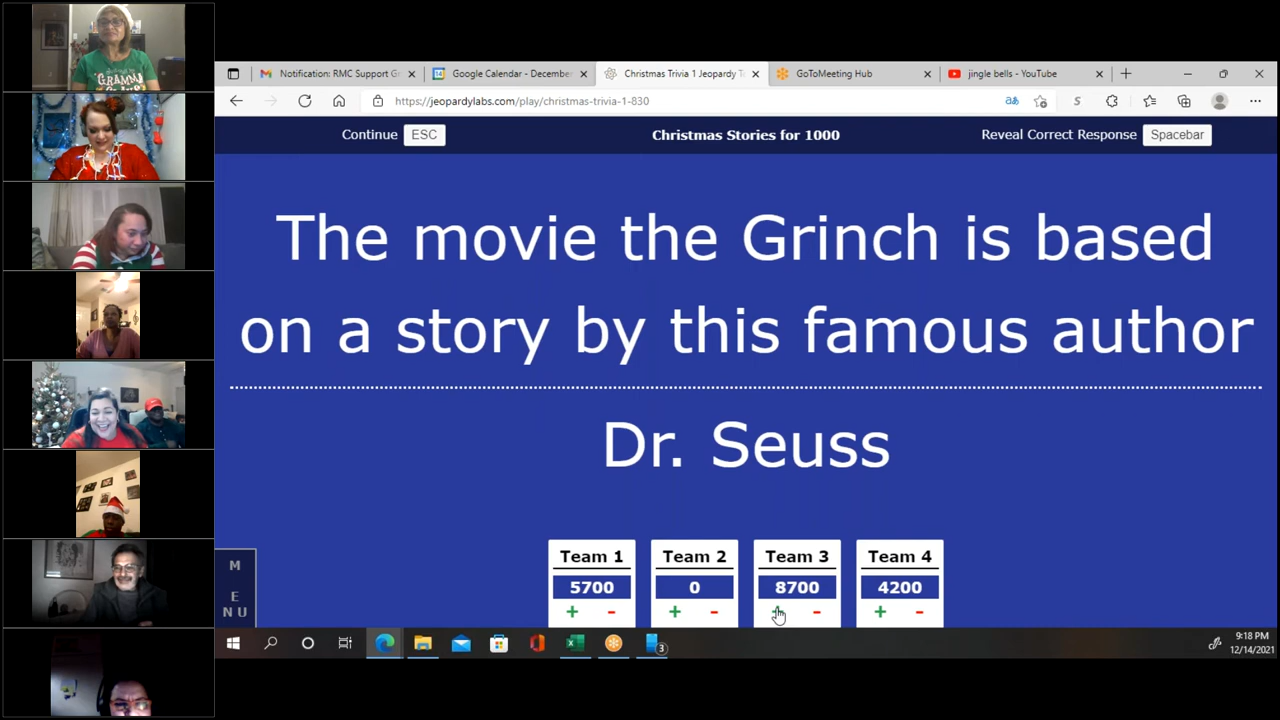 GRAMMA
Notification: RMC Support Gr
Google Calendar - December
Christmas Trivia 1 Jeopardy T
GoToMeeting Hub
jingle bells - YouTube
https://jeopardylabs.com/play/christmas-trivia-1-830
Continue ESC
Christmas Stories for 1000
Reveal Correct Response Spacebar
The movie the Grinch is based
on a story by this famous author
Dr. Seuss
M
E
N U
Team 1 Team 2 Team 3 Team 4
5700 0 8700 4200
+ - + - + - + -
3
9:18 PM
12/14/2021